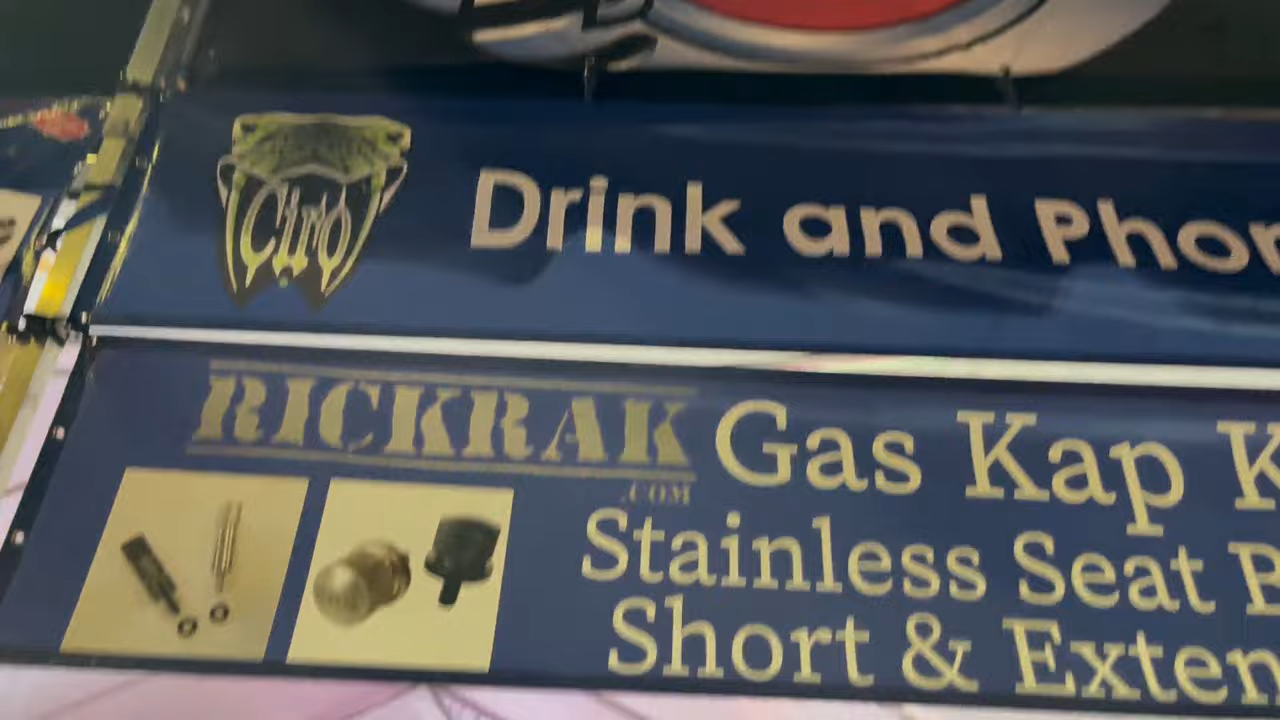 Ciro
Drink and Phon
RICKRAK
.COM
Gas Kap K
Stainless Seat B
Short & Exten